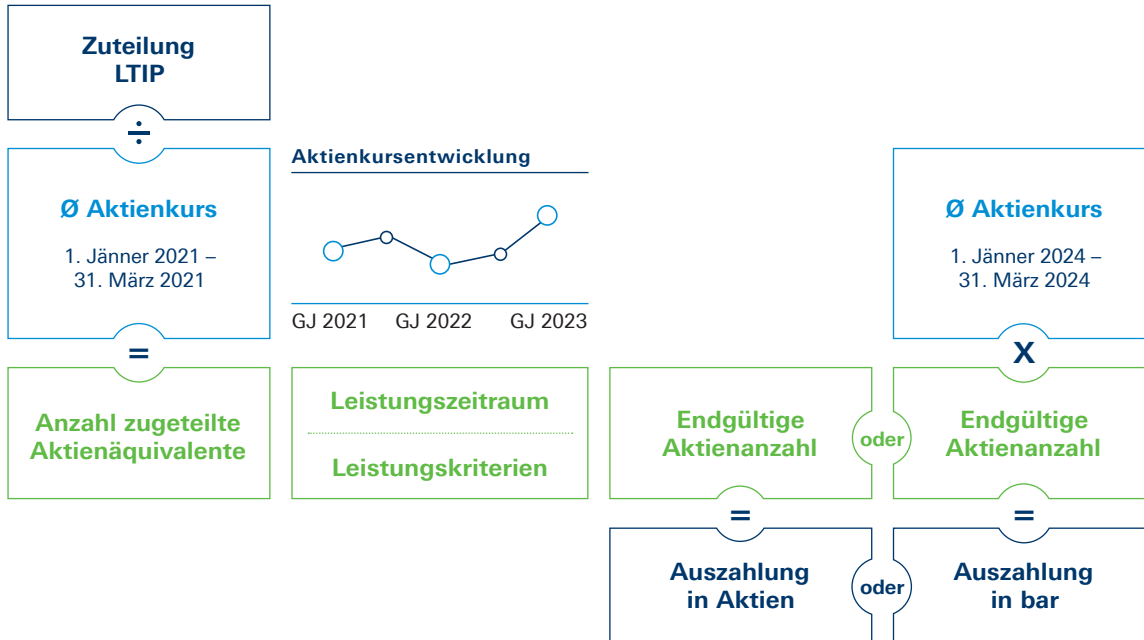 Zuteilung
LTIP
÷
Ø Aktienkurs
1. Jänner 2021 –
31. März 2021
=
Anzahl zugeteilte
Aktienäquivalente
Aktienkursentwicklung
GJ 2021 GJ 2022 GJ 2023
Leistungszeitraum
Leistungskriterien
Ø Aktienkurs
1. Jänner 2024 –
31. März 2024
X
Endgültige
Aktienanzahl
oder
Endgültige
Aktienanzahl
=
=
Auszahlung
in Aktien
oder
Auszahlung
in bar